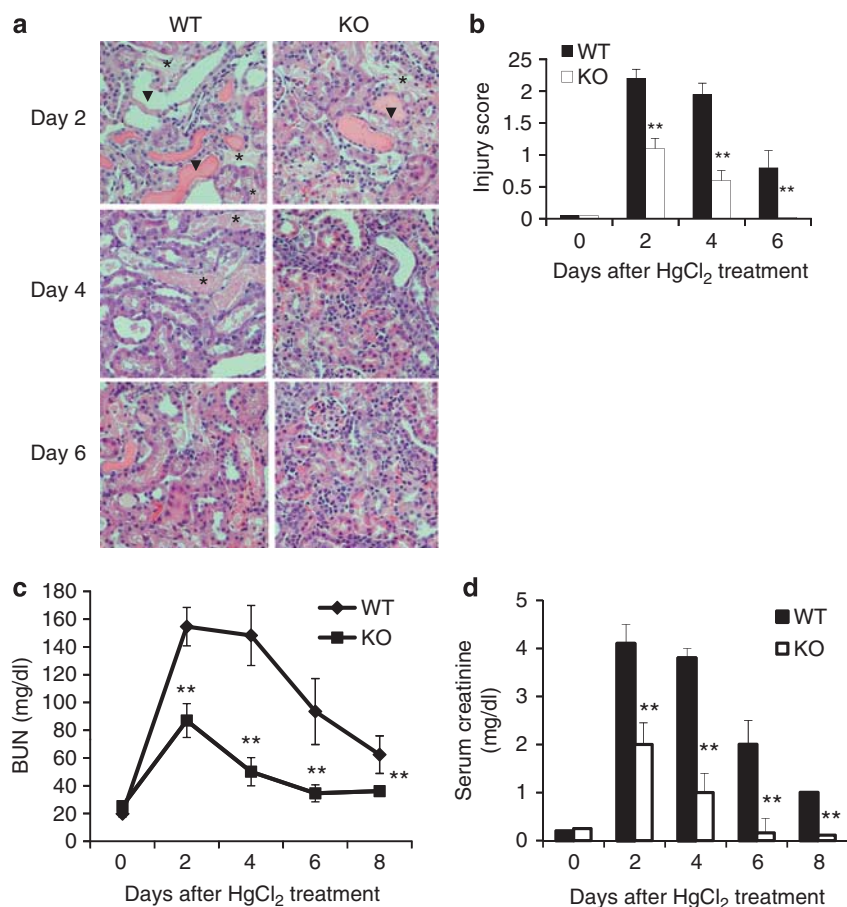 a
WT KO
Day 2
Day 4
Day 6
* * * *
* *
b
WT
KO
Injury score
25
2
1.5
1
0.5
0
** ** **
0 2 4 6
Days after HgCl2 treatment
c
WT
KO
BUN (mg/dl)
180
160
140
120
100
80
60
40
20
0
** ** ** **
0 2 4 6 8
Days after HgCl2 treatment
d
WT
KO
Serum creatinine
(mg/dl)
5
4
3
2
1
0
** ** ** **
0 2 4 6 8
Days after HgCl2 treatment